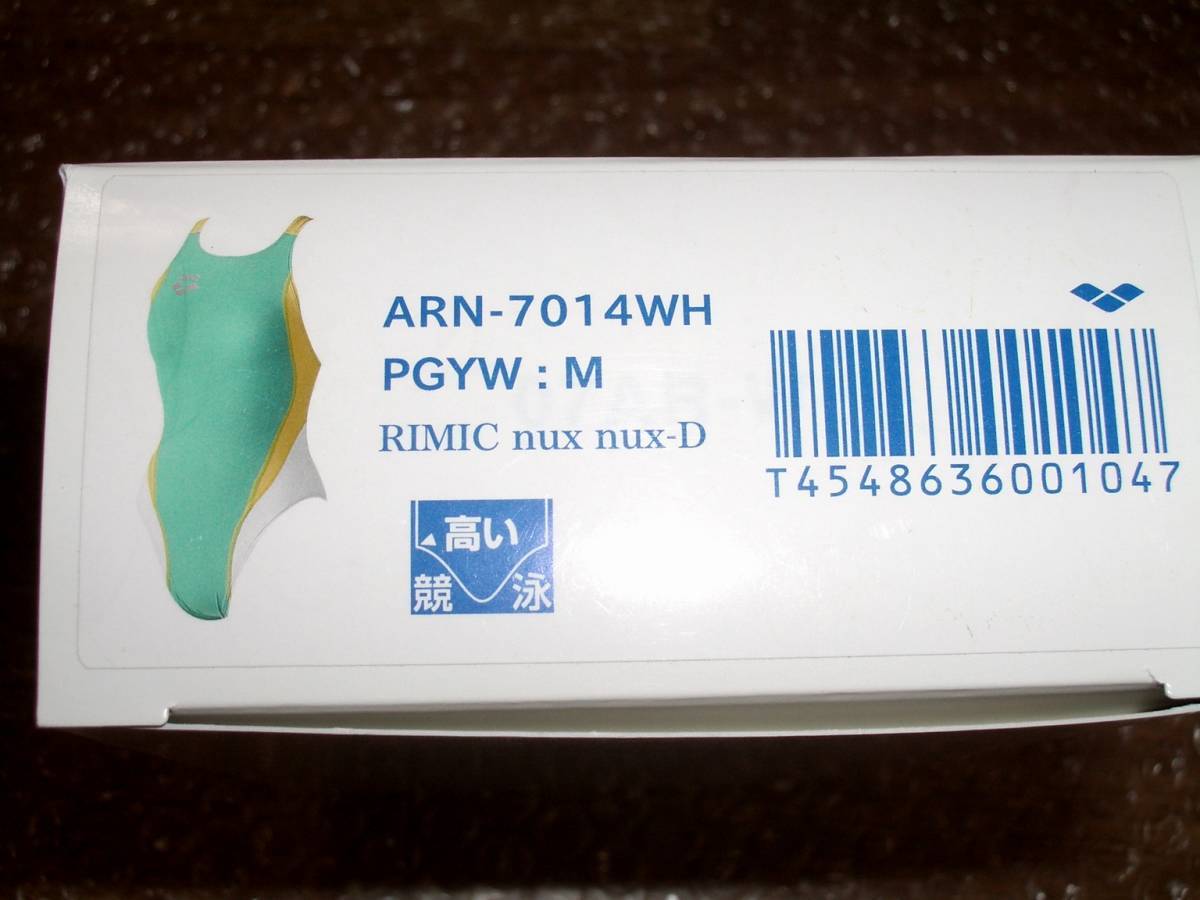 ARN-7014WH
PGYW : M
RIMIC nux nux-D
高い
競 泳
T4548636001047